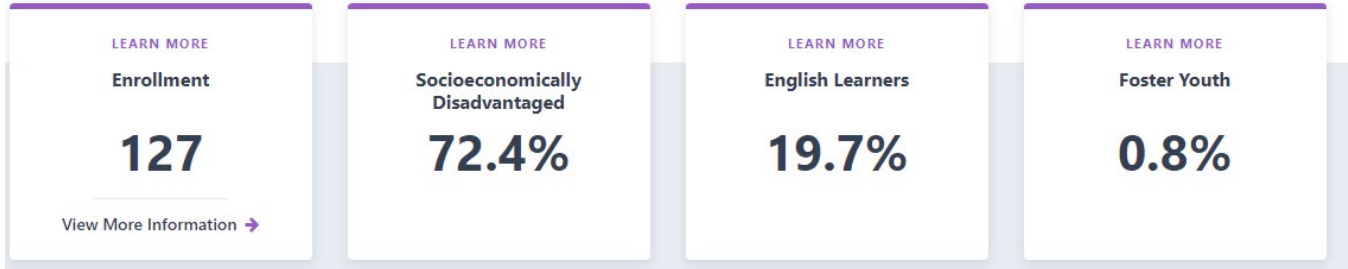 LEARN MORE
Enrollment
127
View More Information
LEARN MORE
Socioeconomically
Disadvantaged
72.4%
LEARN MORE
English Learners
19.7%
LEARN MORE
Foster Youth
0.8%